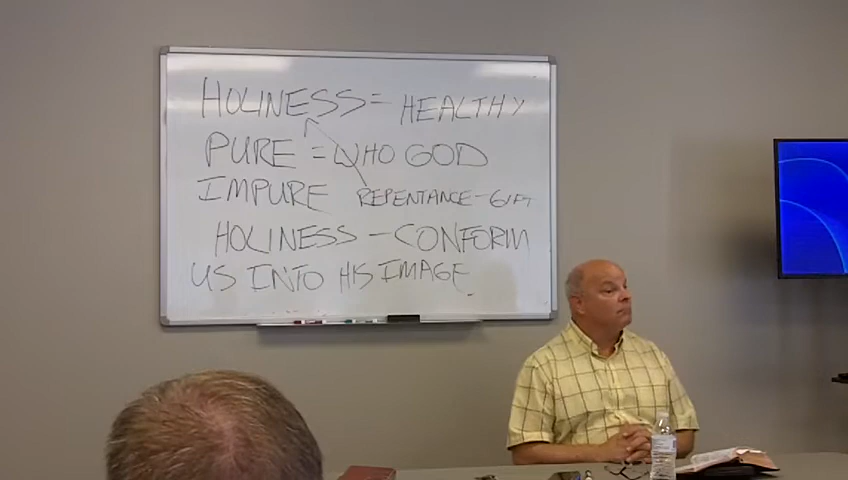 HOLINESS = HEALTHY
PURE = WHO GOD
IMPURE REPENTANCE - GIFT
HOLINESS - CONFORM
US INTO HIS IMAGE